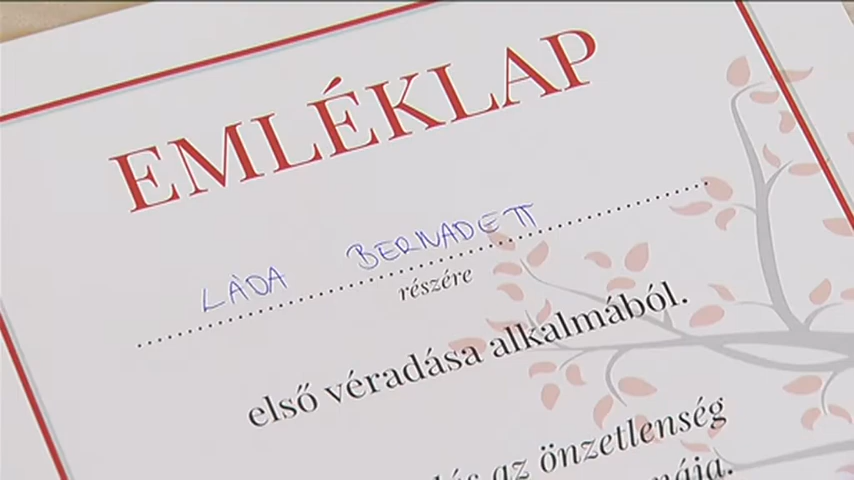 EMLÉKLAP
LÁDA BERNADETT
részére
első véradása alkalmából.
az önzetlenség